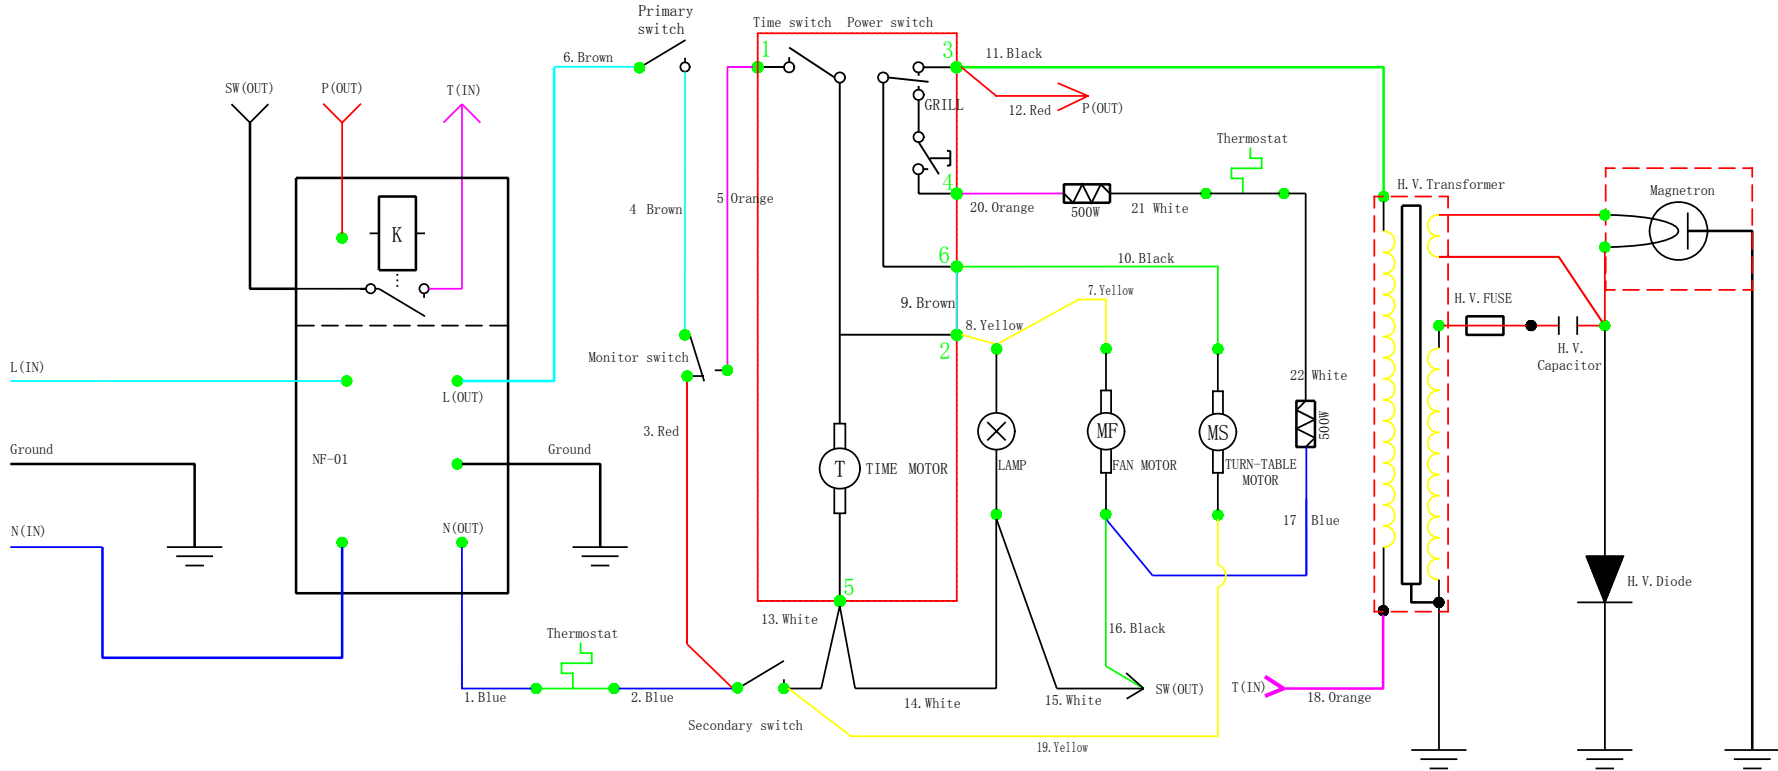 Primary
switch
Time switch Power switch
6.Brown
1
3
11.Black
SW(OUT)
P(OUT)
T(IN)
GRILL
12.Red
P(OUT)
Thermostat
4
H.V.Transformer
Magnetron
4 Brown
5 Orange
20.Orange
500W
21 White
K
6
10.Black
9.Brown
7.Yellow
H.V.FUSE
8.Yellow
2
Monitor switch
H.V.
Capacitor
L(IN)
L(OUT)
22 White
500W
3.Red
MF
MS
Ground
NF-01
Ground
T
TIME MOTOR
LAMP
FAN MOTOR
TURN-TABLE
MOTOR
N(IN)
N(OUT)
17 Blue
5
H.V.Diode
13.White
16.Black
Thermostat
1.Blue
2.Blue
14.White
15.White
SW(OUT)
T(IN)
18.Orange
Secondary switch
19.Yellow